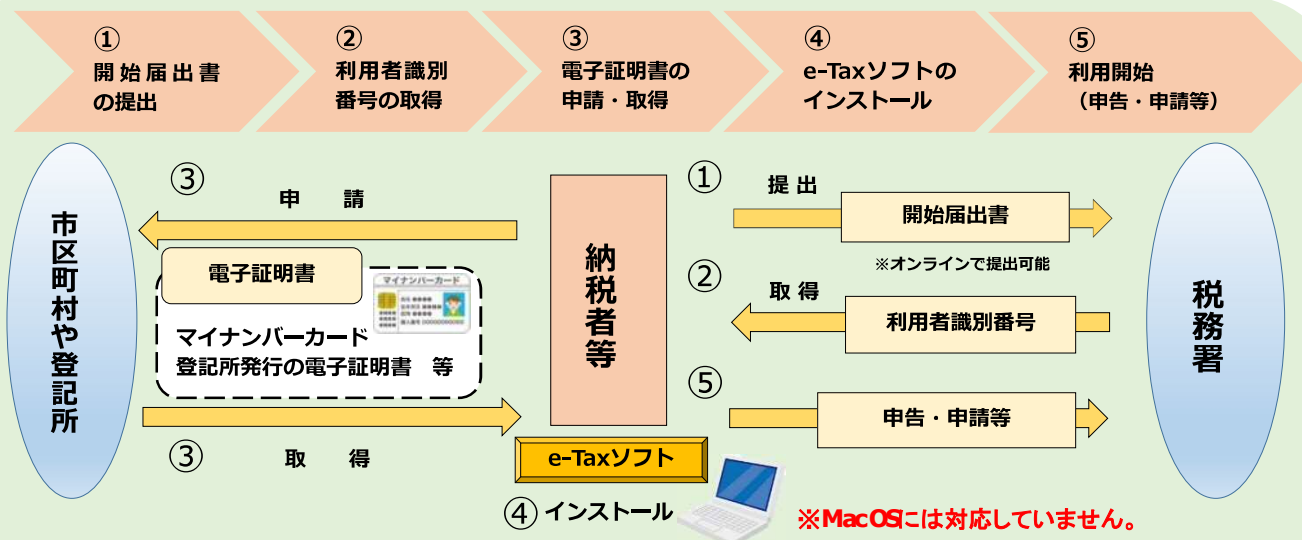 ①
開始届出書
の提出
②
利用者識別
番号の取得
③
電子証明書の
申請・取得
④
e-Taxソフトの
インストール
⑤
利用開始
（申告・申請等）
市区町村や登記所
③
申　請
電子証明書
マイナンバーカード
マイナンバーカード
登記所発行の電子証明書　等
③
取　得
納税者等
e-Taxソフト
④ インストール
※MacOSには対応していません。
①
提出
開始届出書
※オンラインで提出可能
②
取得
利用者識別番号
⑤
申告・申請等
税務署